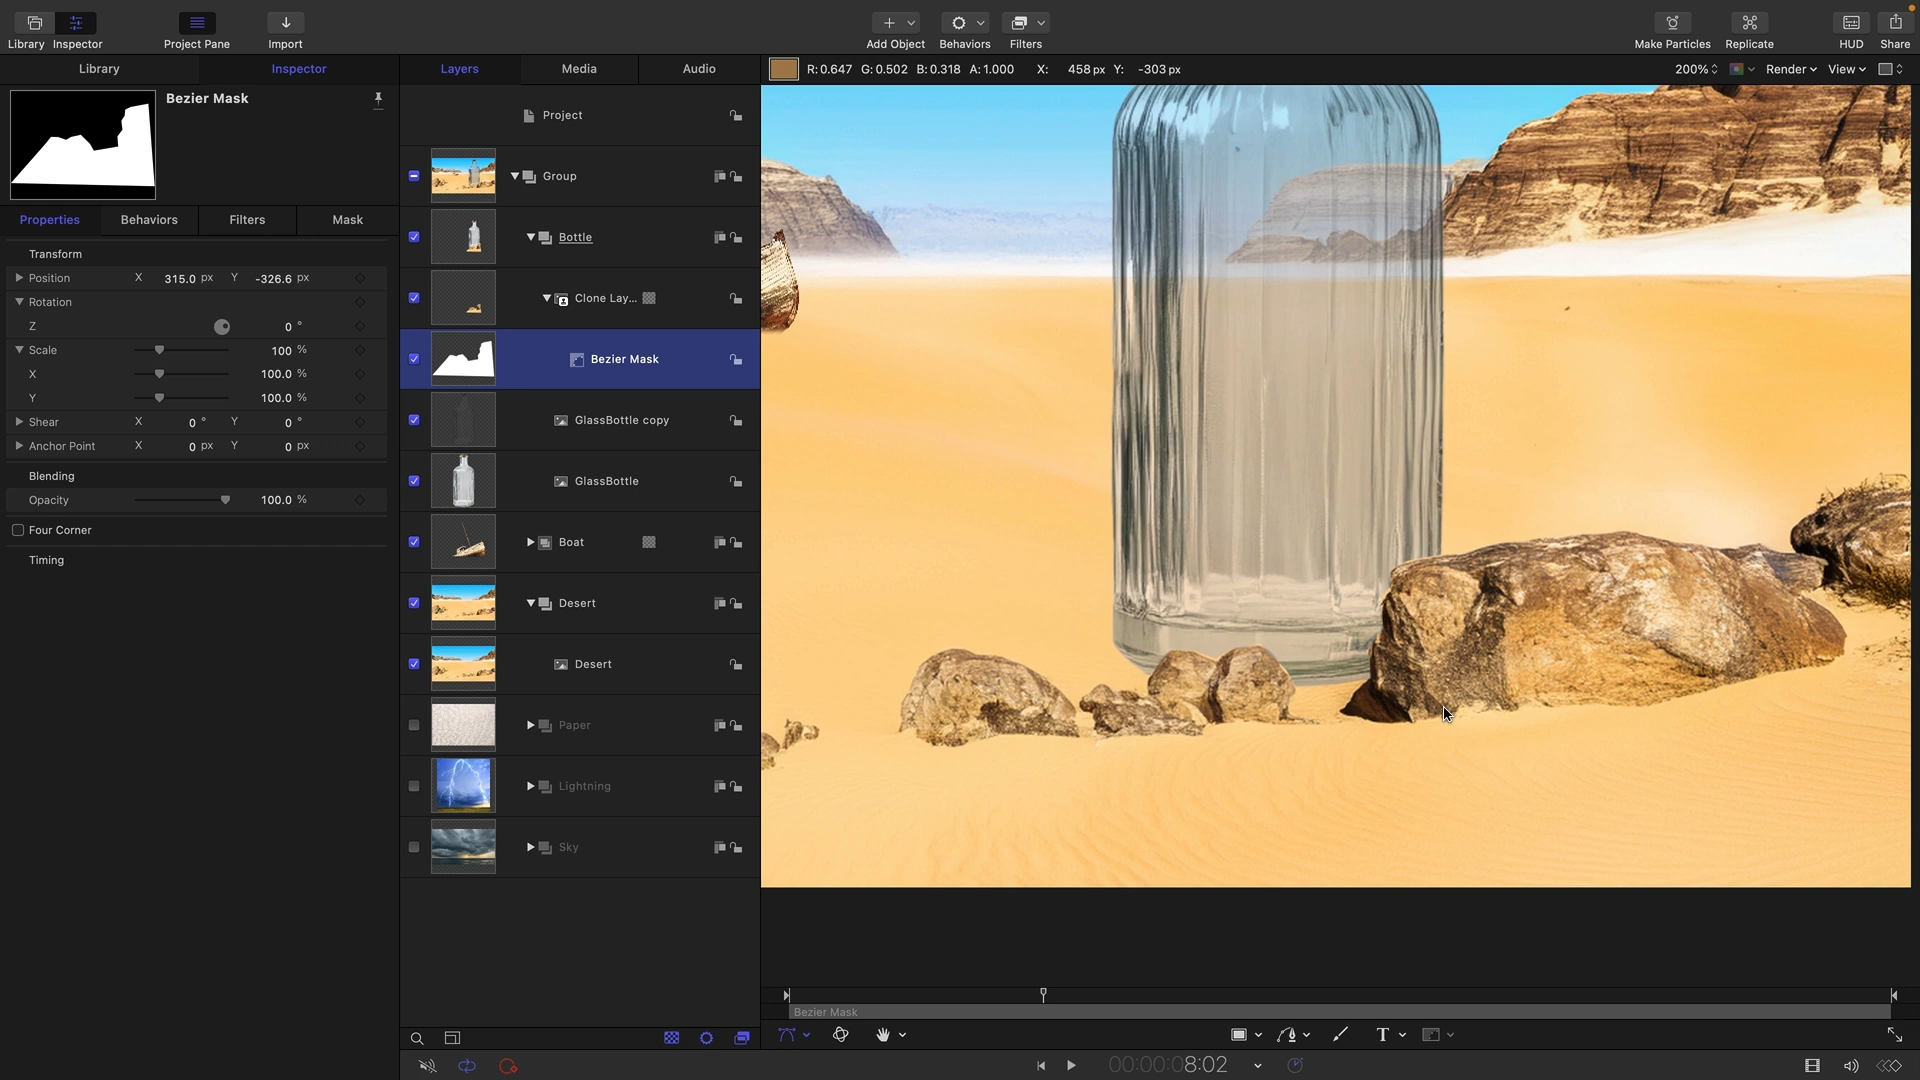 Library
Inspector
Project Pane
Import
Add Object
Behaviors
Filters
Make Particles
Replicate
HUD
Share
Library
Inspector
Layers
Media
Audio
R:0.647 G:0.502 B:0.318 A:1.000 X: 458 px Y: -303 px
200%
Render
View
Bezier Mask
Properties
Behaviors
Filters
Mask
Transform
Position X 315.0 px Y -326.6 px
Rotation
Z 0 °
Scale 100 %
X 100.0 %
Y 100.0 %
Shear X 0 ° Y 0 °
Anchor Point X 0 px Y 0 px
Blending
Opacity 100.0 %
Four Corner
Timing
Project
Group
Bottle
Clone Lay...
Bezier Mask
GlassBottle copy
GlassBottle
Boat
Desert
Desert
Paper
Lightning
Sky
Bezier Mask
T
00:00:08:02